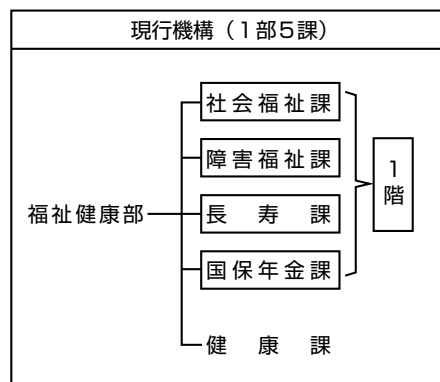 現行機構（１部５課）
社会福祉課
障害福祉課
福祉健康部
長寿課
国保年金課
健康課
１階